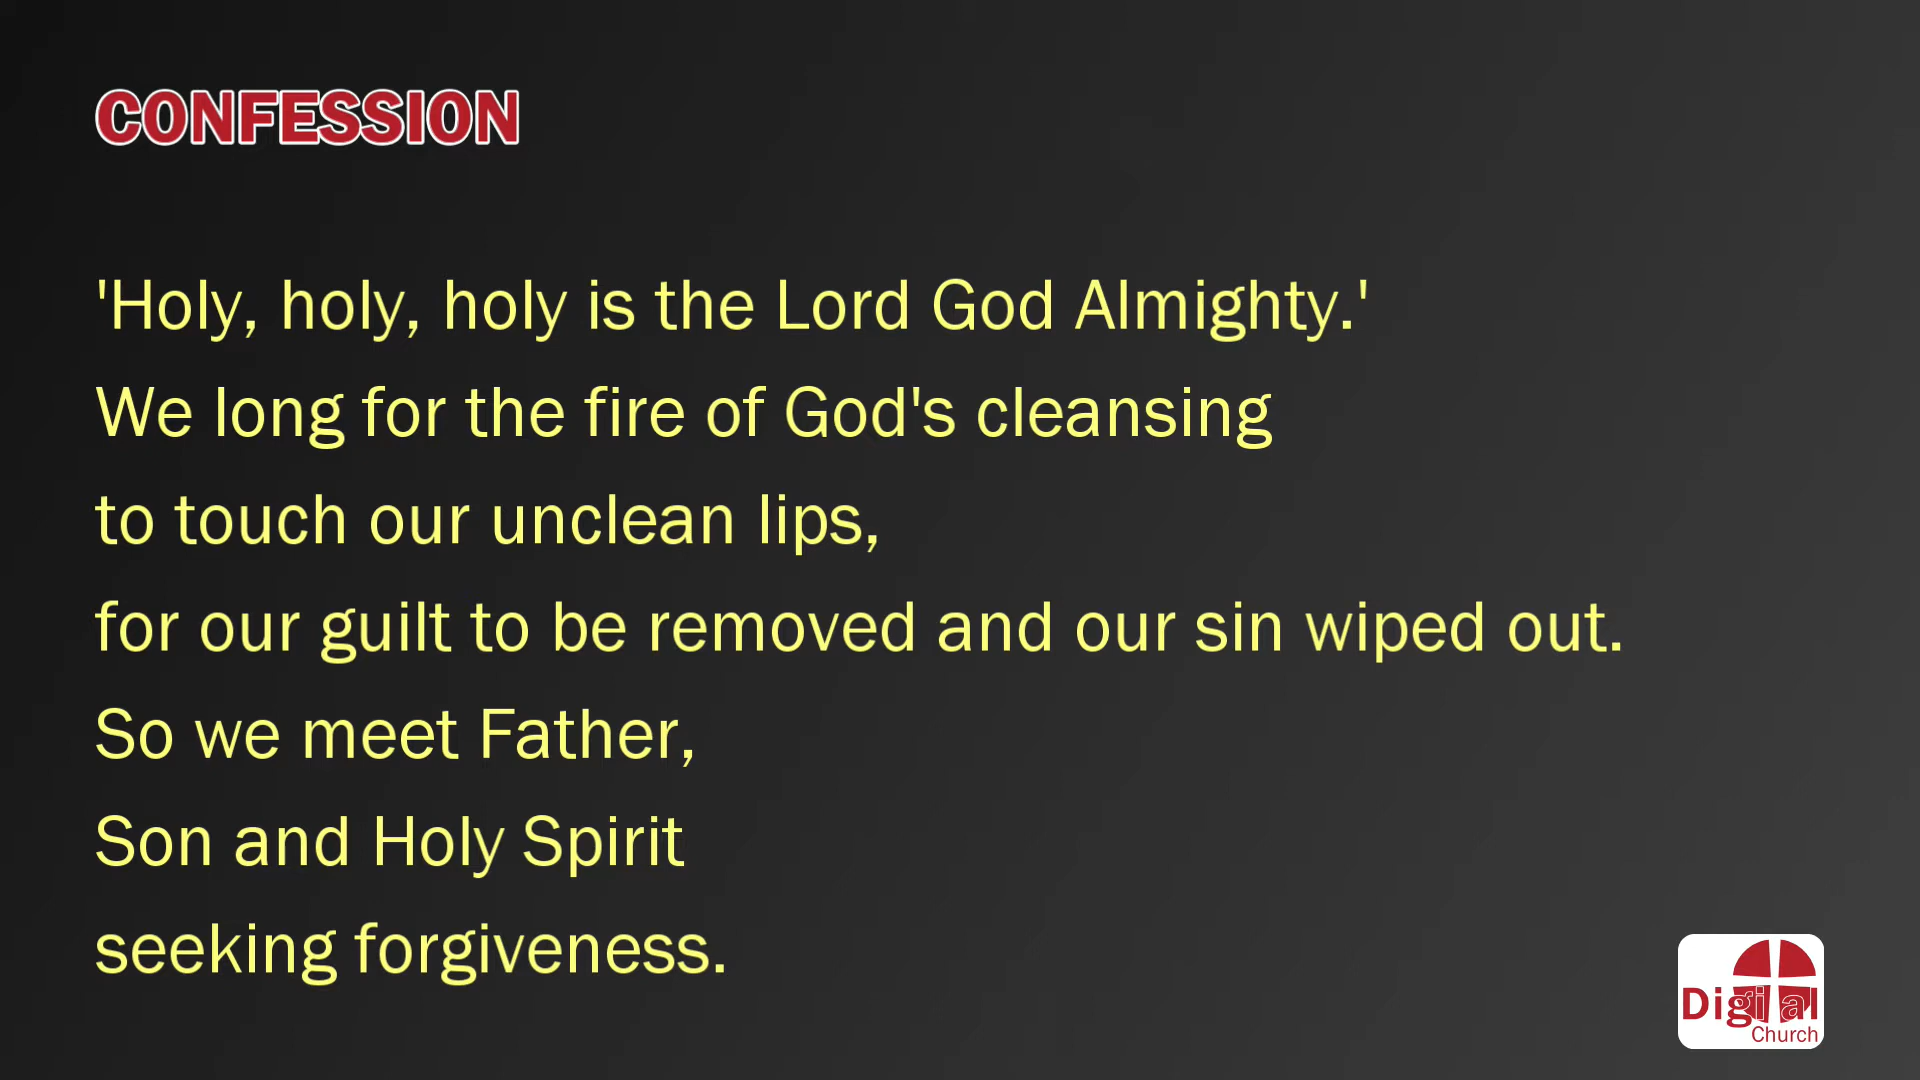 CONFESSION
'Holy, holy, holy is the Lord God Almighty.'
We long for the fire of God's cleansing
to touch our unclean lips,
for our guilt to be removed and our sin wiped out.
So we meet Father,
Son and Holy Spirit
seeking forgiveness.
Digital
Church